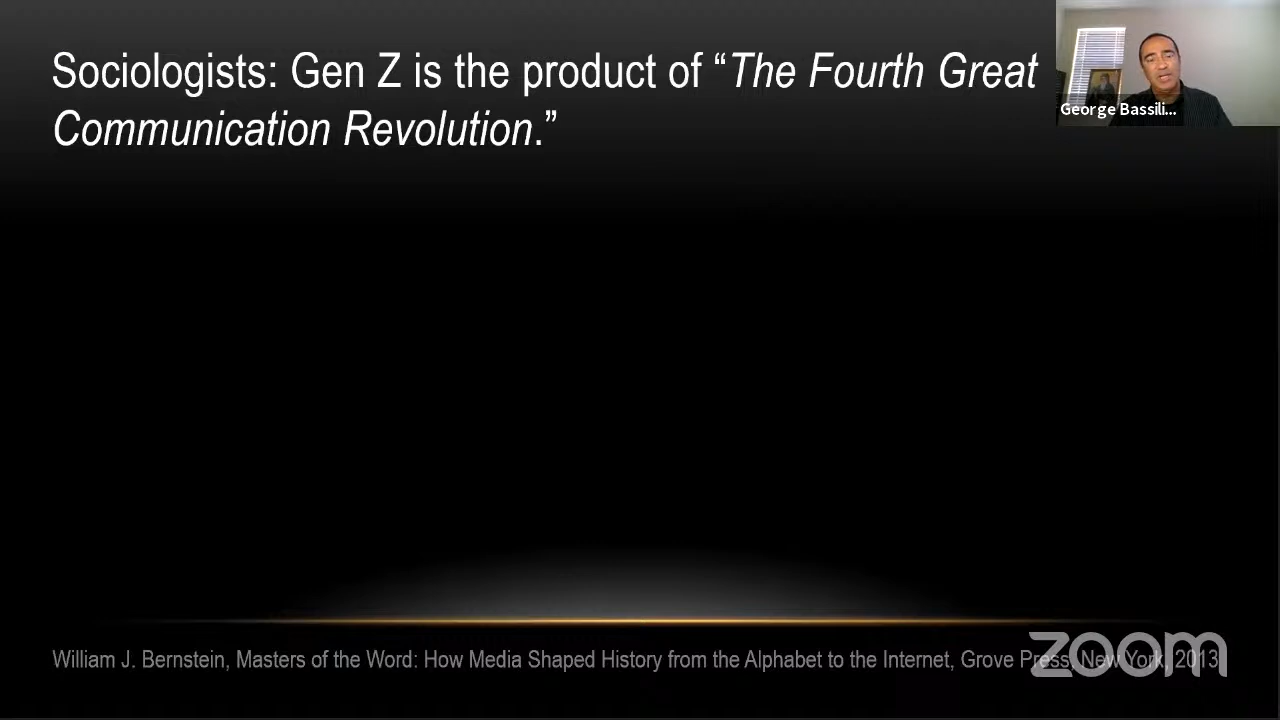 Sociologists: Gen Z is the product of “The Fourth Great
Communication Revolution.”
George Bassili...
William J. Bernstein, Masters of the Word: How Media Shaped History from the Alphabet to the Internet, Grove Press, New York, 2013
zoom